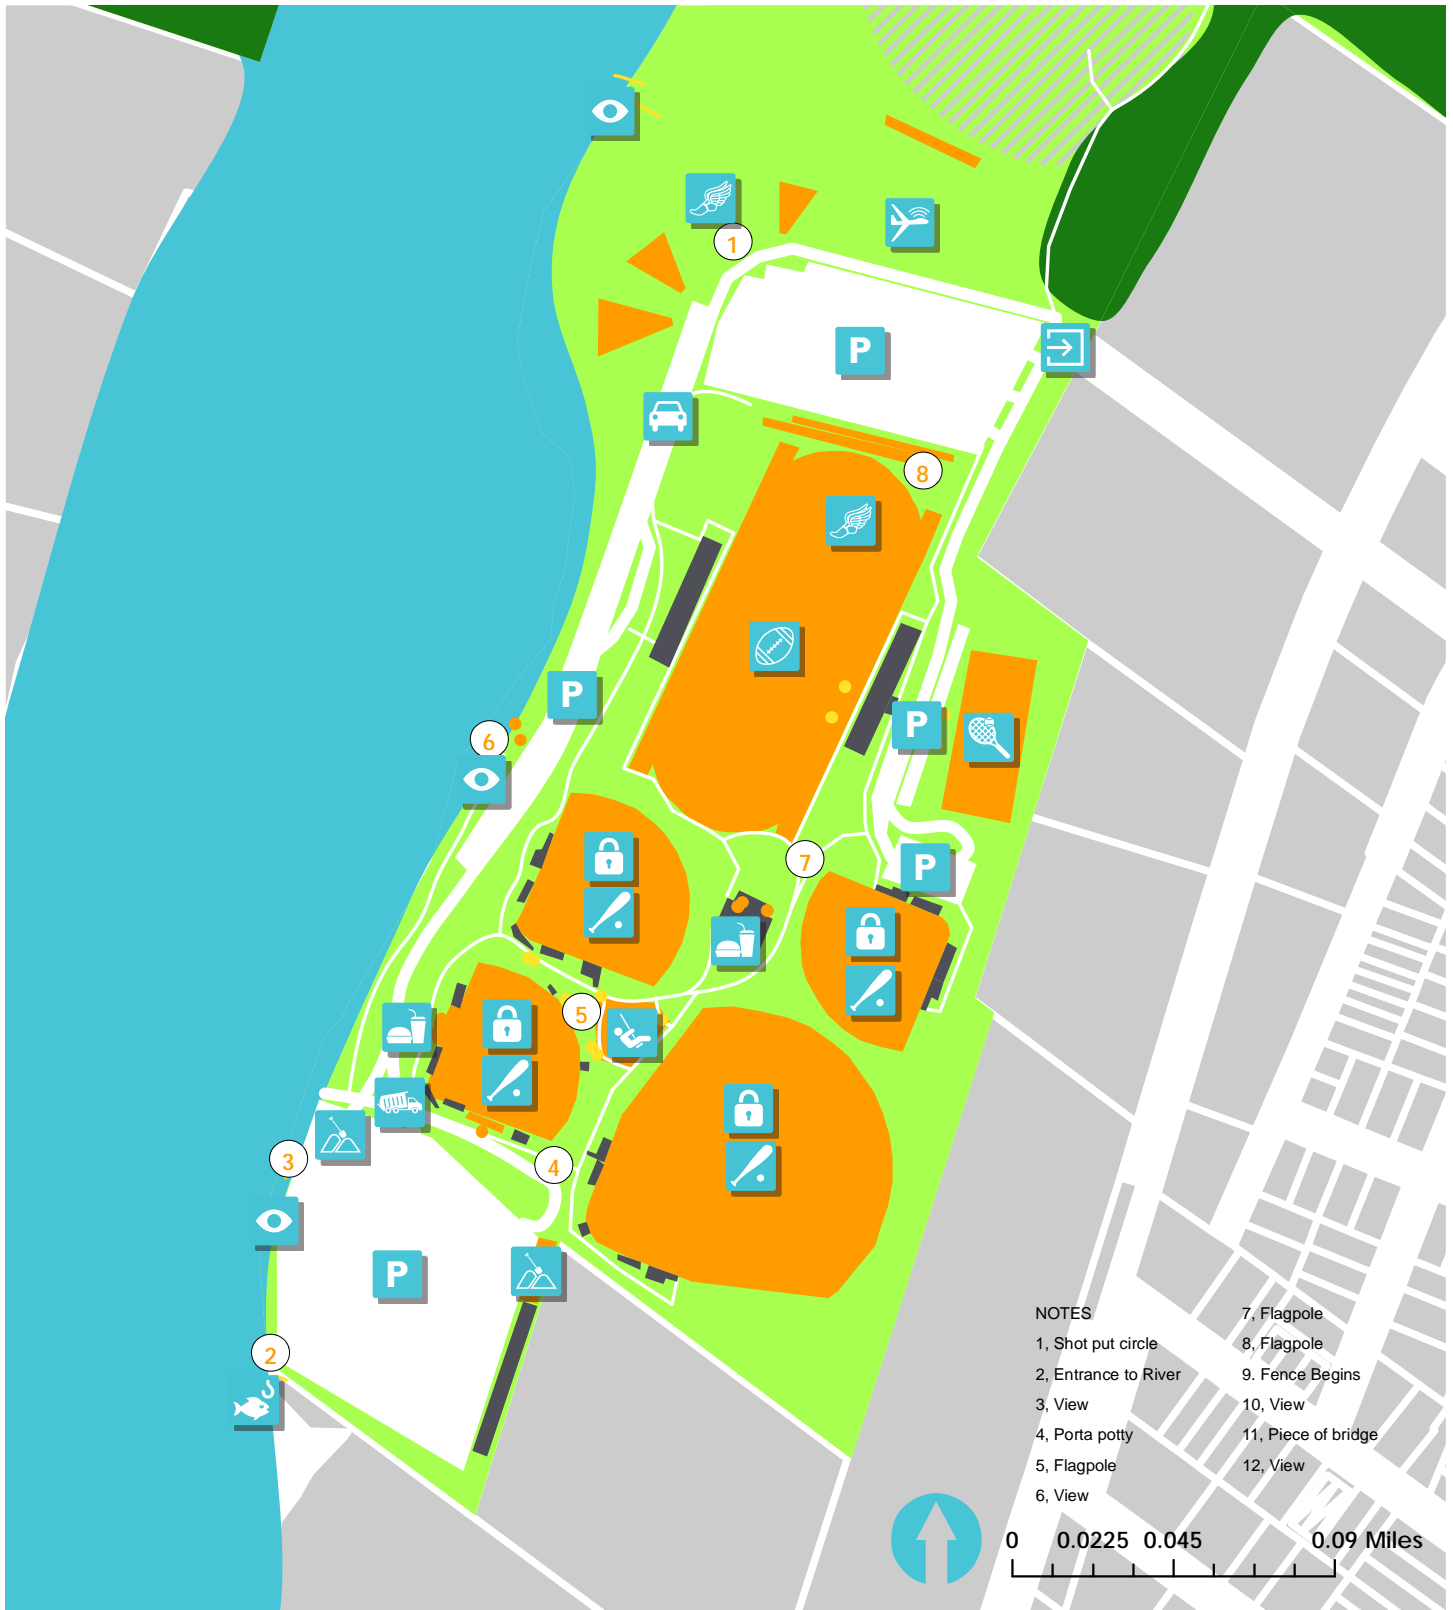 1
P
8
P
6
P
7
P
5
3
4
P
2
NOTES
1, Shot put circle
2, Entrance to River
3, View
4, Porta potty
5, Flagpole
6, View
7, Flagpole
8, Flagpole
9. Fence Begins
10, View
11, Piece of bridge
12, View
0 0.0225 0.045 0.09 Miles